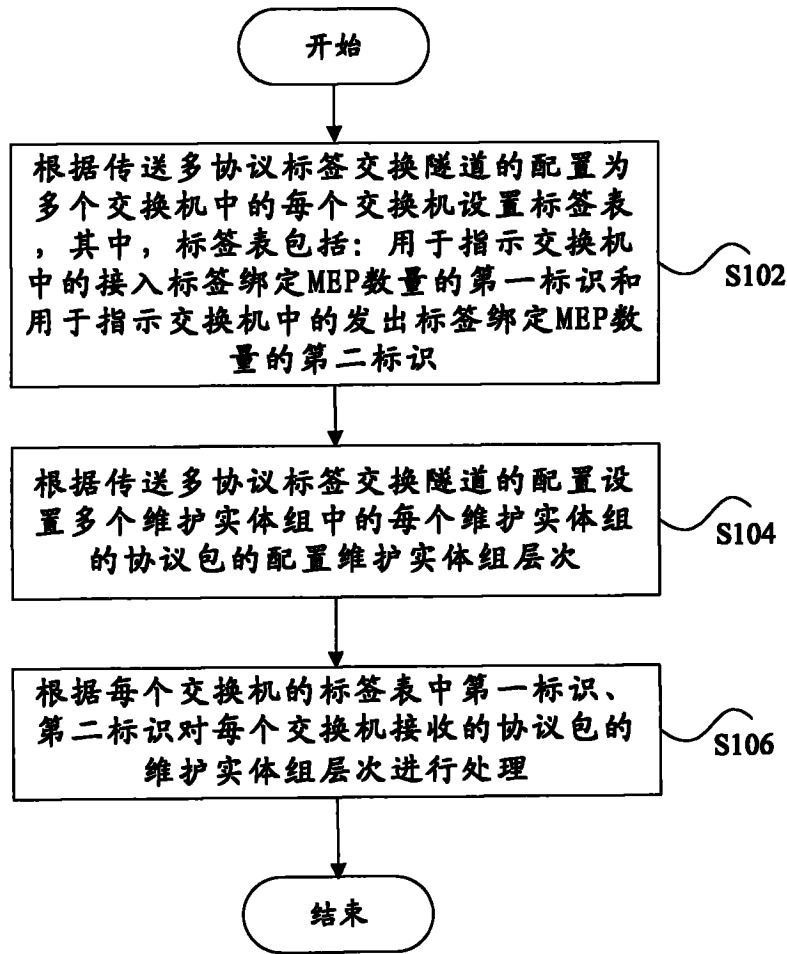 开始
根据传送多协议标签交换隧道的配置为
多个交换机中的每个交换机设置标签表
，其中，标签表包括：用于指示交换机
中的接入标签绑定MEP数量的第一标识和
用于指示交换机中的发出标签绑定MEP数
量的第二标识
S102
根据传送多协议标签交换隧道的配置设
置多个维护实体组中的每个维护实体组
的协议包的配置维护实体组层次
S104
根据每个交换机的标签表中第一标识、
第二标识对每个交换机接收的协议包的
维护实体组层次进行处理
S106
结束